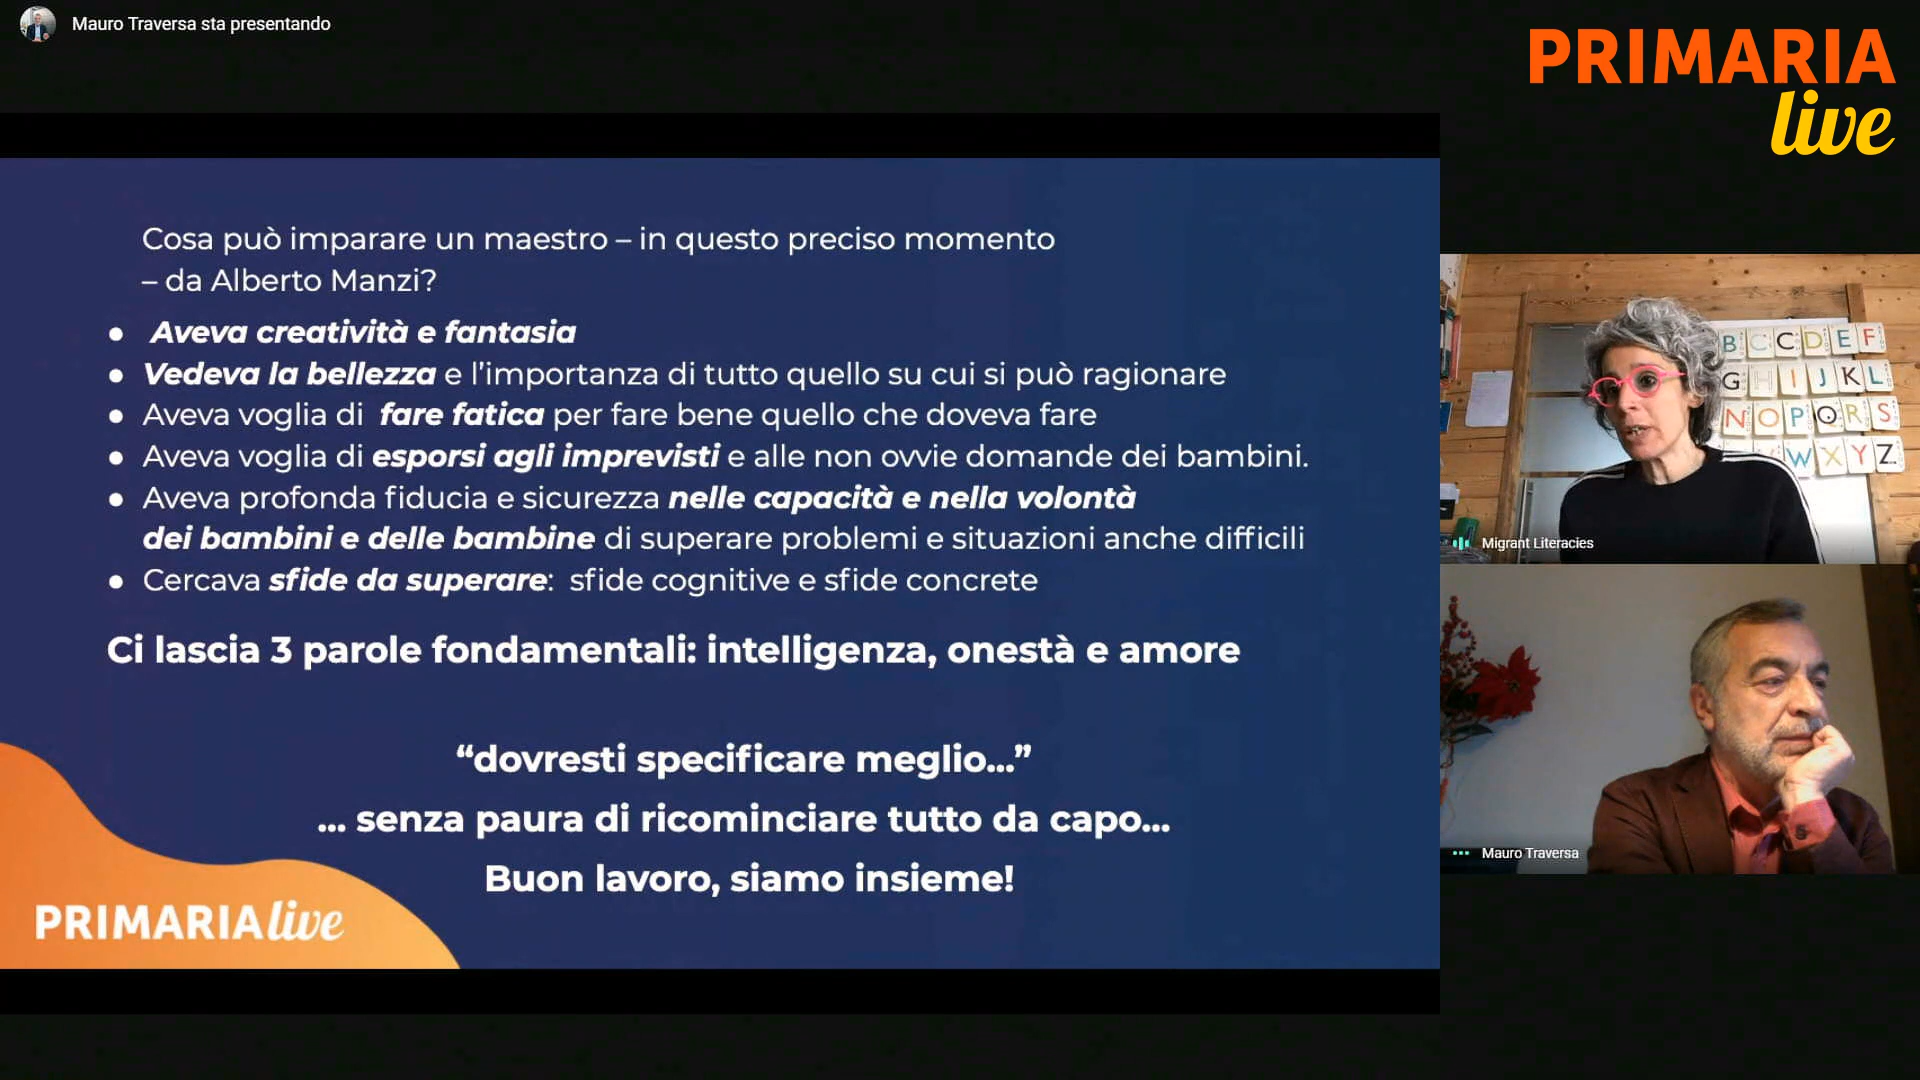 Mauro Traversa sta presentando
PRIMARIA
live
Cosa può imparare un maestro – in questo preciso momento
– da Alberto Manzi?
● Aveva creatività e fantasia
● Vedeva la bellezza e l’importanza di tutto quello su cui si può ragionare
● Aveva voglia di fare fatica per fare bene quello che doveva fare
● Aveva voglia di esporsi agli imprevisti e alle non ovvie domande dei bambini.
● Aveva profonda fiducia e sicurezza nelle capacità e nella volontà
dei bambini e delle bambine di superare problemi e situazioni anche difficili
● Cercava sfide da superare: sfide cognitive e sfide concrete
Ci lascia 3 parole fondamentali: intelligenza, onestà e amore
“dovresti specificare meglio...”
... senza paura di ricominciare tutto da capo...
Buon lavoro, siamo insieme!
PRIMARIAlive
B C C D E F
G H I J K L
N O P Q R S
W X Y Z
Migrant Literacies
Mauro Traversa